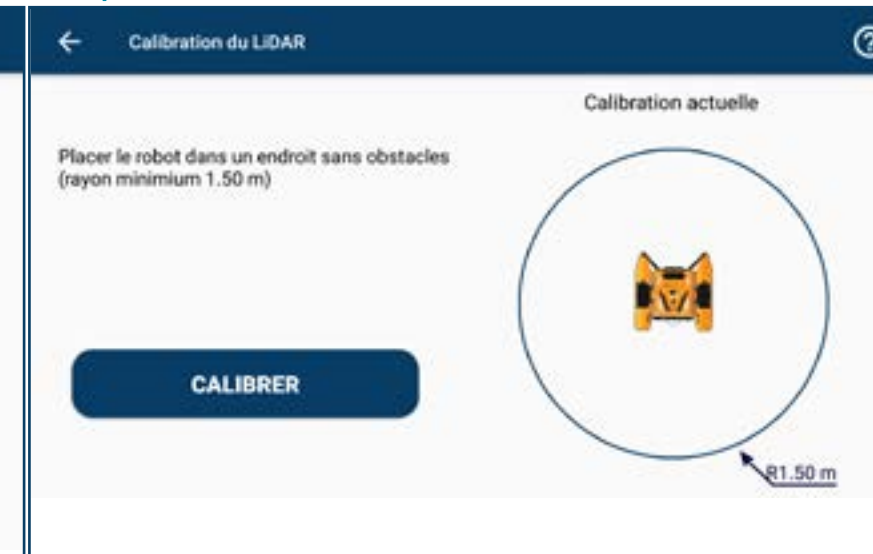 Calibration du LiDAR
Calibration actuelle
Placer le robot dans un endroit sans obstacles
(rayon minimium 1.50 m)
CALIBRER
R1.50 m